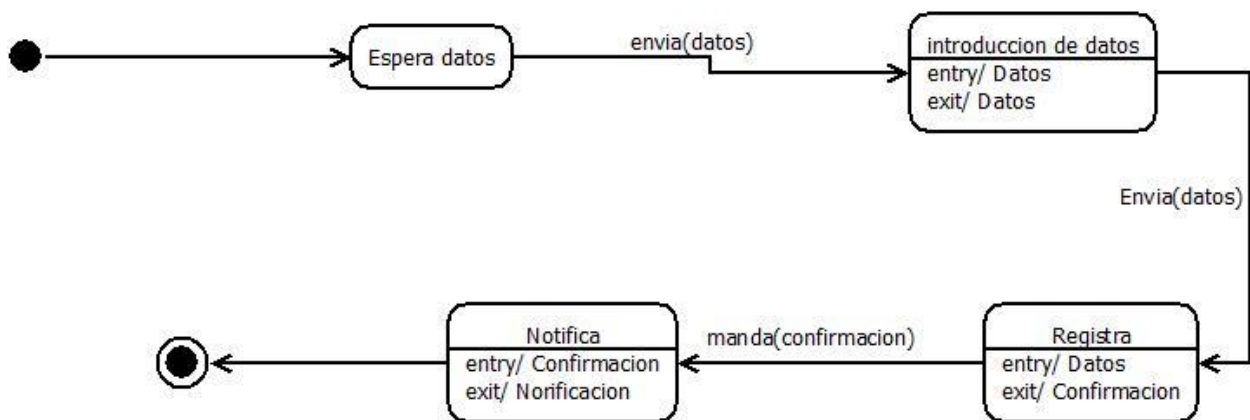 Espera datos
envia(datos)
introduccion de datos
entry/ Datos
exit/ Datos
Envia(datos)
Notifica
entry/ Confirmacion
exit/ Norificacion
manda(confirmacion)
Registra
entry/ Datos
exit/ Confirmacion